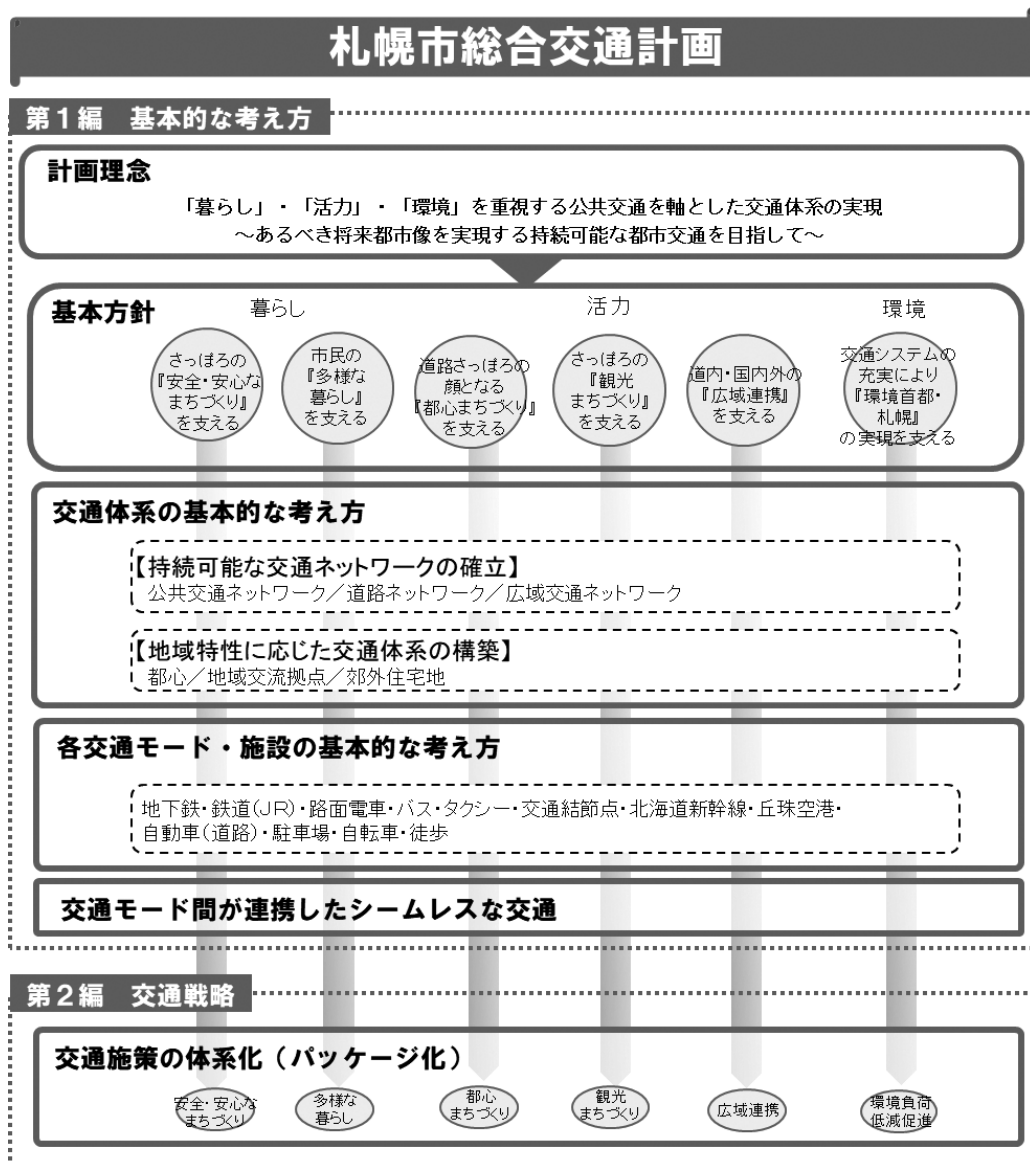 札幌市総合交通計画
第1編　基本的な考え方
計画理念
「暮らし」・「活力」・「環境」を重視する公共交通を軸とした交通体系の実現
～あるべき将来都市像を実現する持続可能な都市交通を目指して～
基本方針
暮らし
活力
環境
さっぽろの
『安全・安心な
まちづくり』
を支える
市民の
『多様な
暮らし』
を支える
道路さっぽろの
顔となる
『都心まちづくり』
を支える
さっぽろの
『観光
まちづくり』
を支える
道内・国内外の
『広域連携』
を支える
交通システムの
充実により
『環境首都・
札幌』
の実現を支える
交通体系の基本的な考え方
【持続可能な交通ネットワークの確立】
公共交通ネットワーク／道路ネットワーク／広域交通ネットワーク
【地域特性に応じた交通体系の構築】
都心／地域交流拠点／郊外住宅地
各交通モード・施設の基本的な考え方
地下鉄・鉄道(JR)・路面電車・バス・タクシー・交通結節点・北海道新幹線・丘珠空港・
自動車(道路)・駐車場・自転車・徒歩
交通モード間が連携したシームレスな交通
第2編　交通戦略
交通施策の体系化（パッケージ化）
安全・安心な
まちづくり
多様な
暮らし
都心
まちづくり
観光
まちづくり
広域連携
環境負荷
低減促進